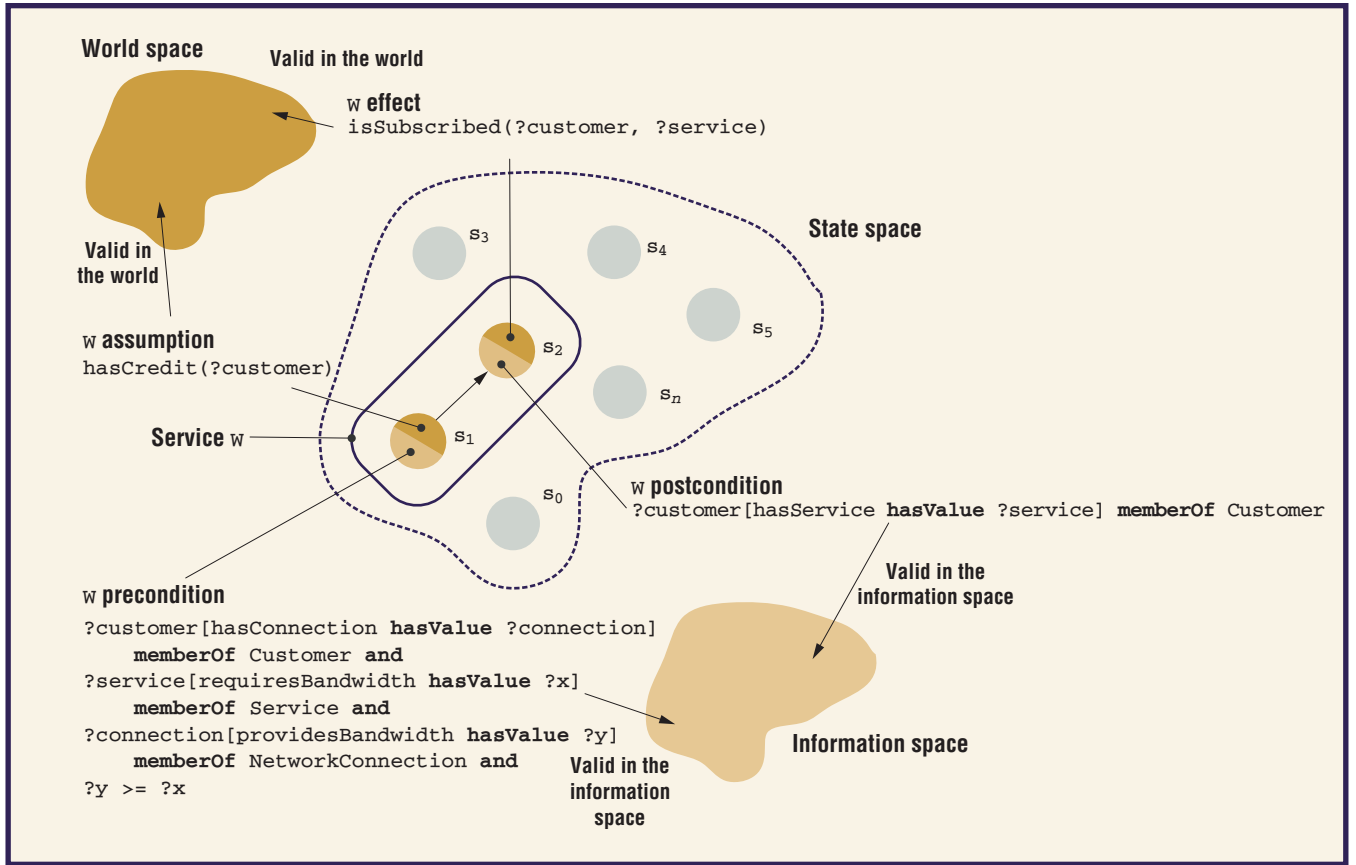 World space
Valid in the world
w effect
isSubscribed(?customer, ?service)
s3
s4
State space
Valid in
the world
s5
w assumption
hasCredit(?customer)
s2
sn
Service w
s1
s0
w postcondition
?customer[hasService hasValue ?service] memberOf Customer
Valid in the
information space
w precondition
?customer[hasConnection hasValue ?connection]
memberOf Customer and
?service[requiresBandwidth hasValue ?x]
memberOf Service and
?connection[providesBandwidth hasValue ?y]
memberOf NetworkConnection and
?y >= ?x
Information space
Valid in the
information
space